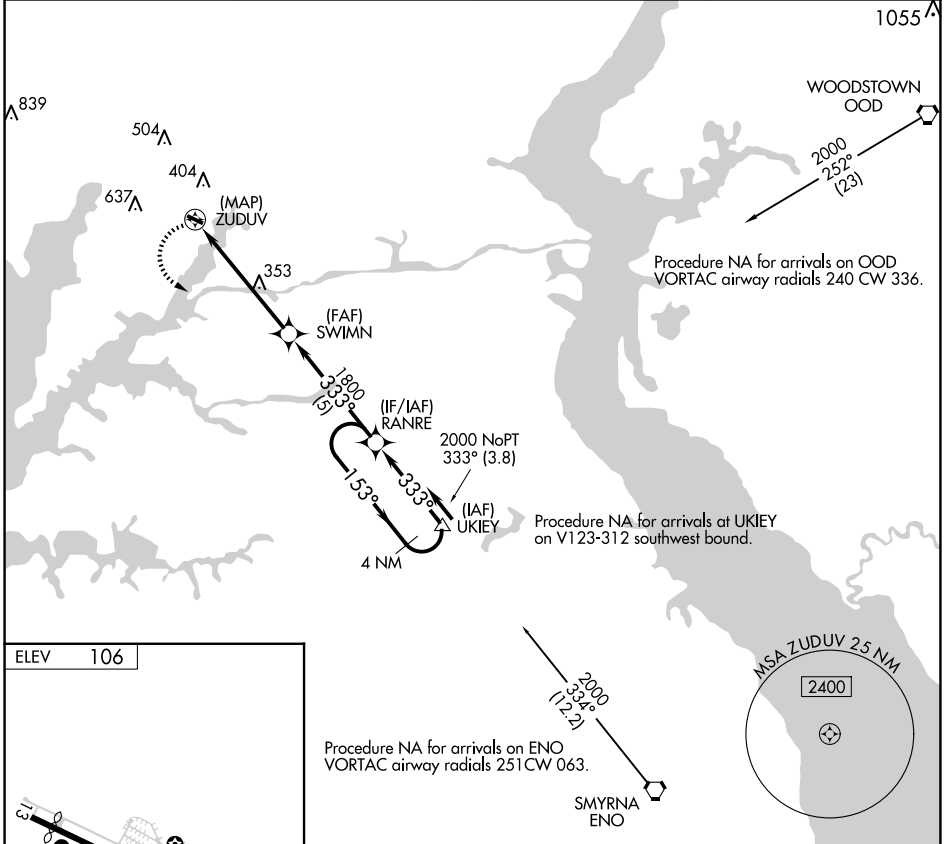 1055
WOODSTOWN
OOD
839
504
404
637
2000
252°
(23)
(MAP)
ZUDUV
353
Procedure NA for arrivals on OOD
VORTAC airway radials 240 CW 336.
(FAF)
SWIMN
1800
333°
(5)
(IF/IAF)
RANRE
2000 NoPT
333° (3.8)
153°
333°
(IAF)
UKIEY
4 NM
Procedure NA for arrivals at UKIEY
on V123-312 southwest bound.
ELEV 106
MSA ZUDUV 25 NM
2400
2000
334°
(12.2)
Procedure NA for arrivals on ENO
VORTAC airway radials 251CW 063.
SMYRNA
ENO
13